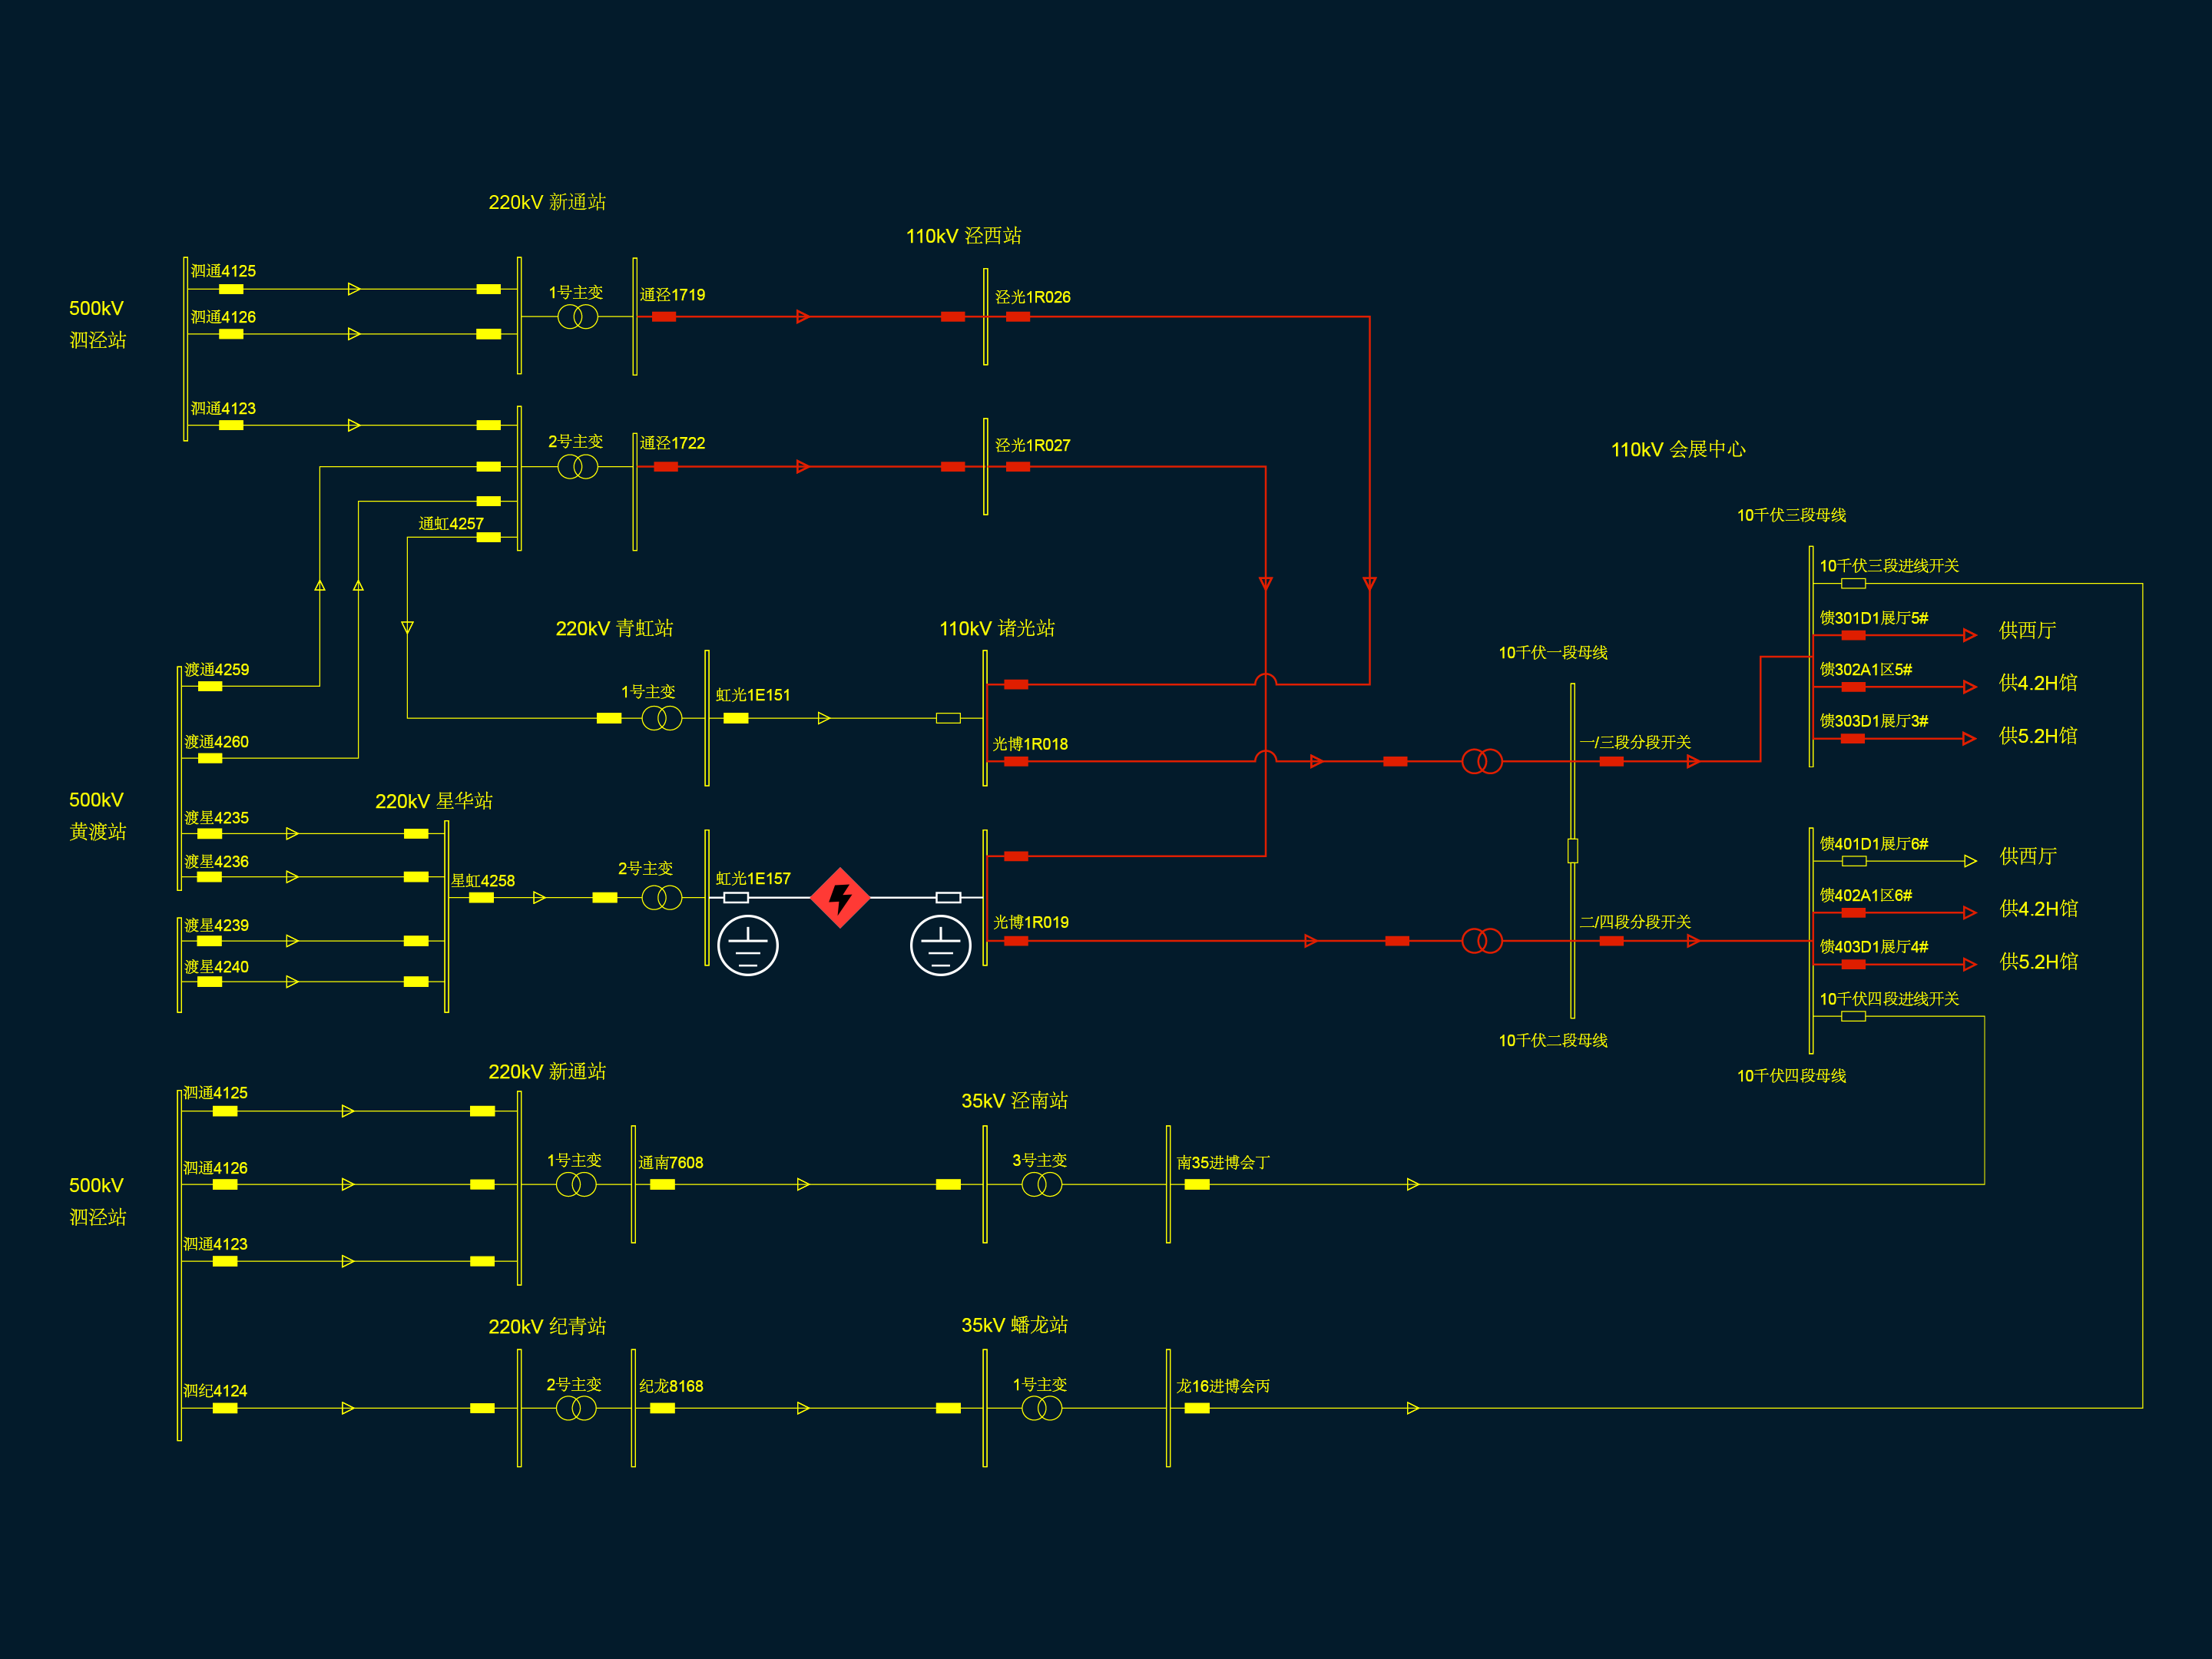 220kV 新通站
110kV 泾西站
500kV
泗泾站
泗通4125
泗通4126
泗通4123
1号主变
通泾1719
泾光1R026
2号主变
通泾1722
泾光1R027
通虹4257
110kV 会展中心
10千伏三段母线
10千伏三段进线开关
馈301D1展厅5#
供西厅
馈302A1区5#
供4.2H馆
馈303D1展厅3#
供5.2H馆
220kV 青虹站
110kV 诸光站
10千伏一段母线
渡通4259
渡通4260
1号主变
虹光1E151
光博1R018
一/三段分段开关
500kV
黄渡站
220kV 星华站
渡星4235
渡星4236
渡星4239
渡星4240
星虹4258
2号主变
虹光1E157
光博1R019
二/四段分段开关
馈401D1展厅6#
供西厅
馈402A1区6#
供4.2H馆
馈403D1展厅4#
供5.2H馆
10千伏四段进线开关
10千伏二段母线
10千伏四段母线
220kV 新通站
35kV 泾南站
500kV
泗泾站
泗通4125
泗通4126
泗通4123
1号主变
通南7608
3号主变
南35进博会丁
220kV 纪青站
35kV 蟠龙站
泗纪4124
2号主变
纪龙8168
1号主变
龙16进博会丙